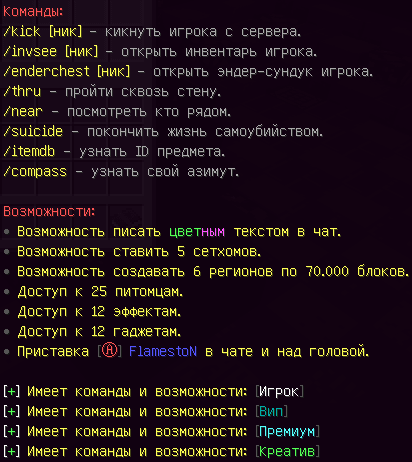 Команды:
/kick [ник] - кикнуть игрока с сервера.
/invsee [ник] - открыть инвентарь игрока.
/enderchest [ник] - открыть эндер-сундук игрока.
/thru - пройти сквозь стену.
/near - посмотреть кто рядом.
/suicide - покончить жизнь самоубийством.
/itemdb - узнать ID предмета.
/compass - узнать свой азимут.
Возможности:
• Возможность писать цветным текстом в чат.
• Возможность ставить 5 сетхомов.
• Возможность создавать 6 регионов по 70.000 блоков.
• Доступ к 25 питомцам.
• Доступ к 12 эффектам.
• Доступ к 12 гаджетам.
• Приставка [Ⓐ] FlamestoN в чате и над головой.
[+] Имеет команды и возможности: [Игрок]
[+] Имеет команды и возможности: [Вип]
[+] Имеет команды и возможности: [Премиум]
[+] Имеет команды и возможности: [Креатив]